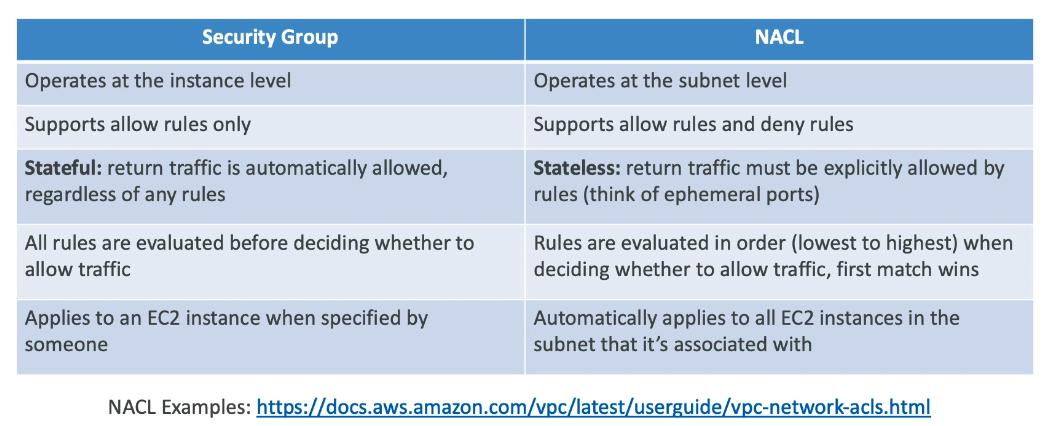 Security Group
NACL
Operates at the instance level
Operates at the subnet level
Supports allow rules only
Supports allow rules and deny rules
Stateful: return traffic is automatically allowed,
regardless of any rules
Stateless: return traffic must be explicitly allowed by
rules (think of ephemeral ports)
All rules are evaluated before deciding whether to
allow traffic
Rules are evaluated in order (lowest to highest) when
deciding whether to allow traffic, first match wins
Applies to an EC2 instance when specified by
someone
Automatically applies to all EC2 instances in the
subnet that it’s associated with
NACL Examples: https://docs.aws.amazon.com/vpc/latest/userguide/vpc-network-acls.html